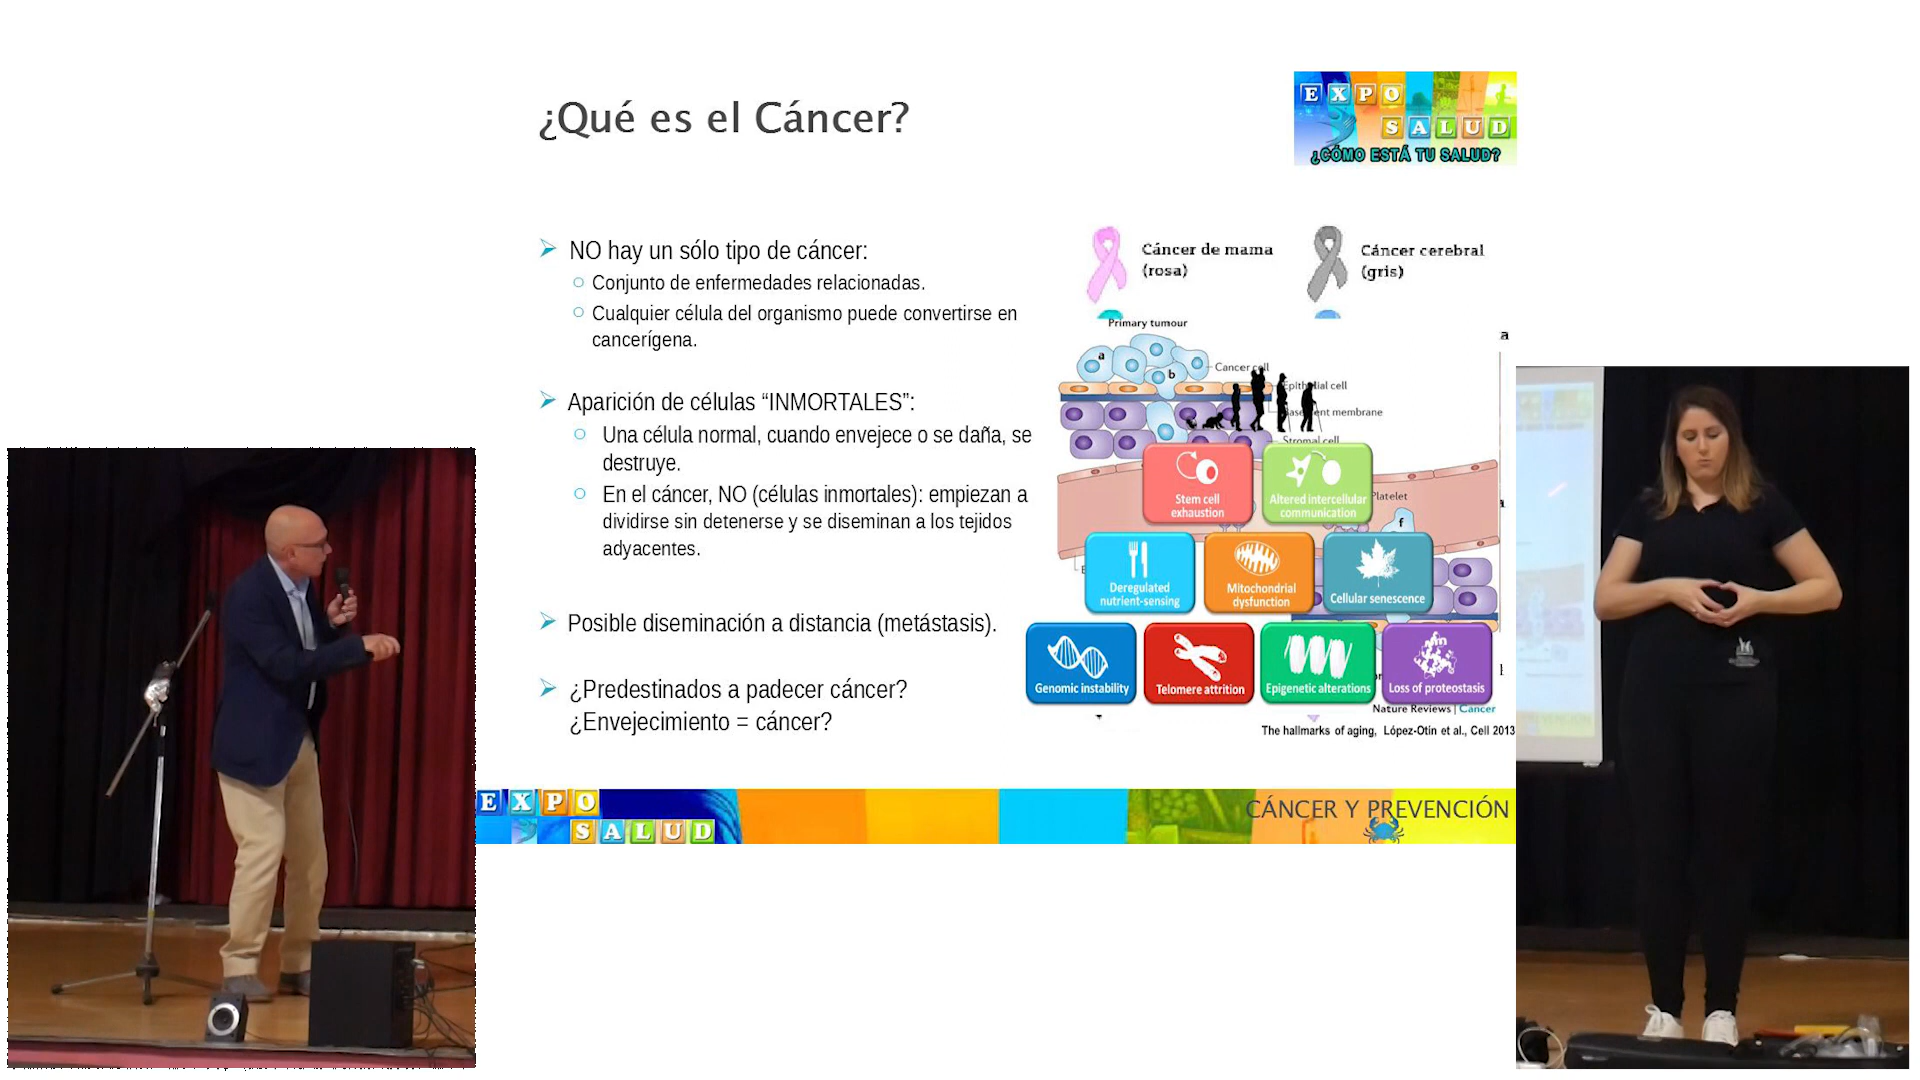 ¿Qué es el Cáncer?
EXPO
SALUD
¿CÓMO ESTÁ TU SALUD?
NO hay un sólo tipo de cáncer:
Conjunto de enfermedades relacionadas.
Cualquier célula del organismo puede convertirse en
cancerígena.
Aparición de células “INMORTALES”:
Una célula normal, cuando envejece o se daña, se
destruye.
En el cáncer, NO (células inmortales): empiezan a
dividirse sin detenerse y se diseminan a los tejidos
adyacentes.
Posible diseminación a distancia (metástasis).
¿Predestinados a padecer cáncer?
¿Envejecimiento = cáncer?
Cáncer de mama
(rosa)
Cáncer cerebral
(gris)
Primary tumour
a
a
b
Cancer cell
Epithelial cell
Basement membrane
Stromal cell
Stem cell
exhaustion
Altered intercellular
communication
Platelet
f
Deregulated
nutrient-sensing
Mitochondrial
dysfunction
Cellular senescence
Genomic instability
Telomere attrition
Epigenetic alterations
Loss of proteostasis
Nature Reviews | Cancer
The hallmarks of aging, López-Otin et al., Cell 2013
EXPO
SALUD
CÁNCER Y PREVENCIÓN